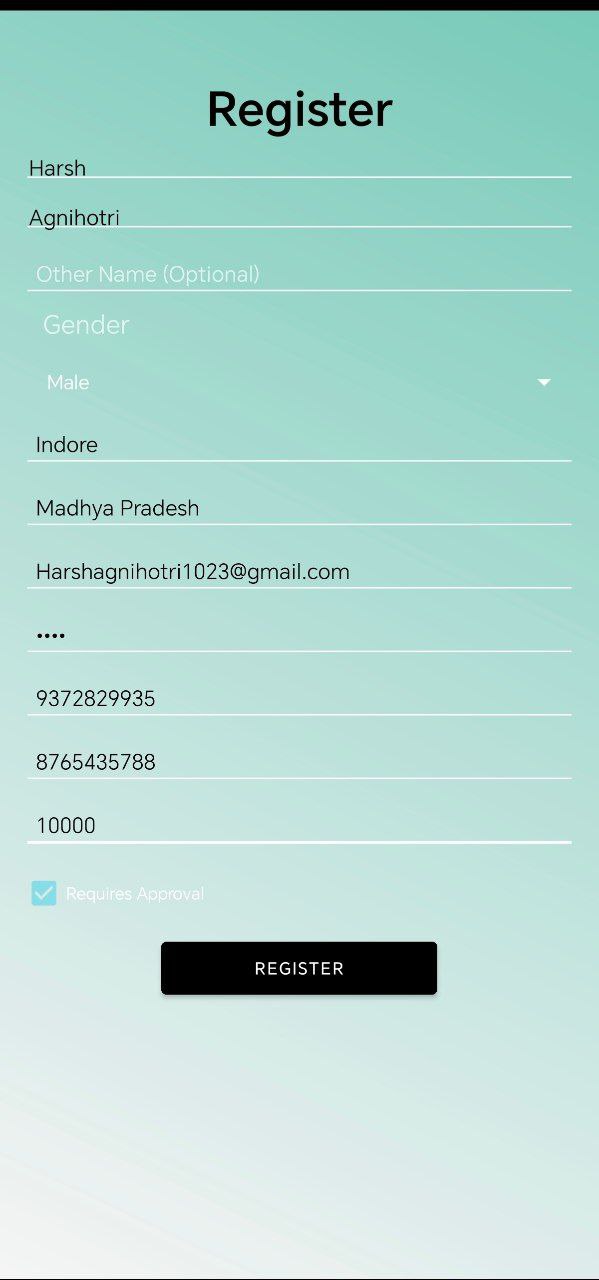 Register
Harsh
Agnihotri
Other Name (Optional)
Gender
Male
Indore
Madhya Pradesh
Harshagnihotri1023@gmail.com
••••
9372829935
8765435788
10000
Requires Approval
REGISTER